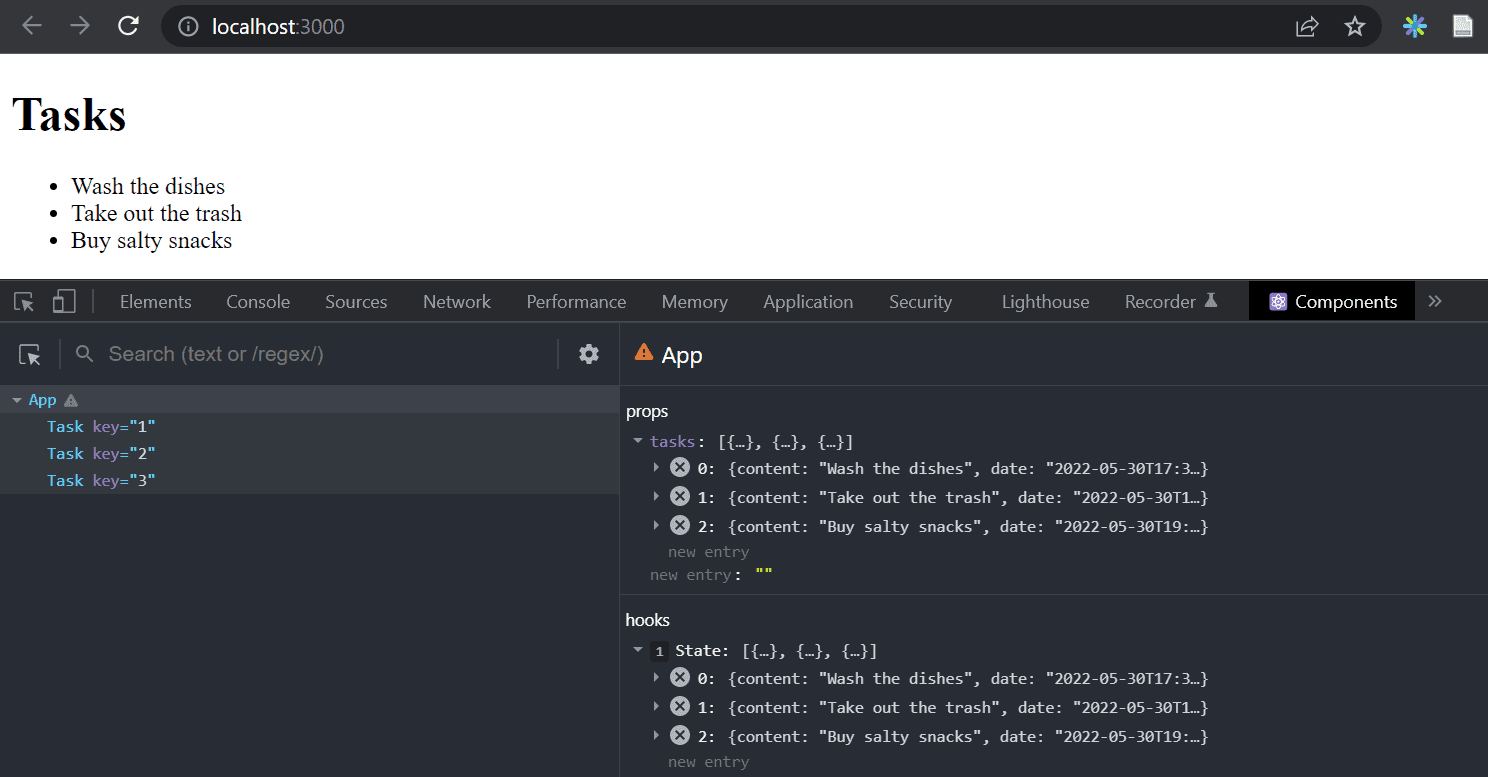 localhost:3000
Tasks
• Wash the dishes
• Take out the trash
• Buy salty snacks
Elements Console Sources Network Performance Memory Application Security Lighthouse Recorder Components »
Search (text or /regex/)
App
App
Task key="1"
Task key="2"
Task key="3"
props
tasks: [{…}, {…}, {…}]
0: {content: "Wash the dishes", date: "2022-05-30T17:3…}
1: {content: "Take out the trash", date: "2022-05-30T1…}
2: {content: "Buy salty snacks", date: "2022-05-30T19:…}
new entry
new entry: ""
hooks
1 State: [{…}, {…}, {…}]
0: {content: "Wash the dishes", date: "2022-05-30T17:3…}
1: {content: "Take out the trash", date: "2022-05-30T1…}
2: {content: "Buy salty snacks", date: "2022-05-30T19:…}
new entry